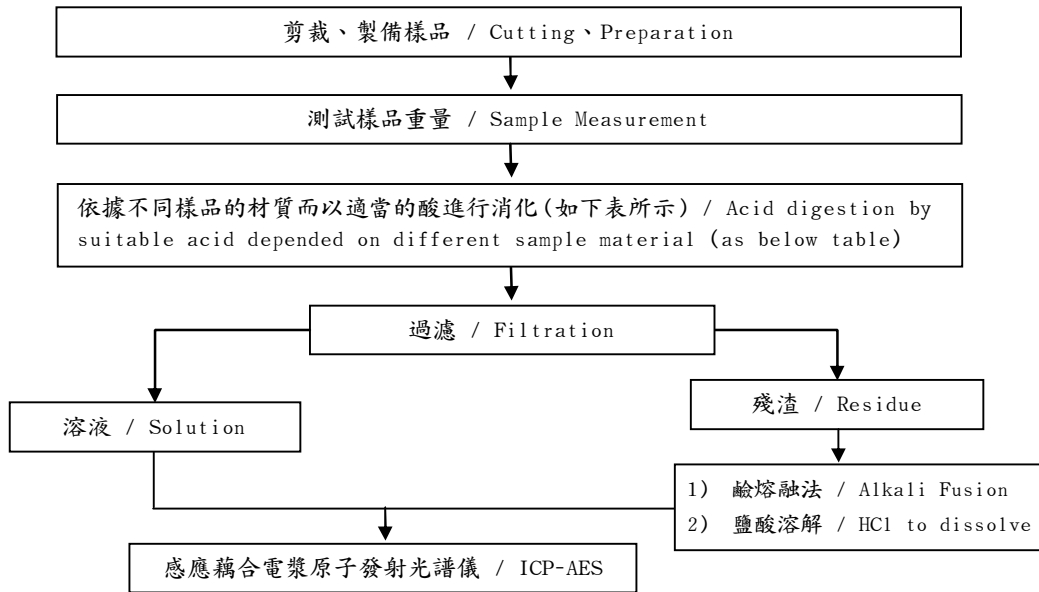 剪裁、製備樣品 / Cutting、Preparation
測試樣品重量 / Sample Measurement
依據不同樣品的材質而以適當的酸進行消化(如下表所示) / Acid digestion by
suitable acid depended on different sample material (as below table)
過濾 / Filtration
溶液 / Solution
殘渣 / Residue
1) 鹼熔融法 / Alkali Fusion
2) 鹽酸溶解 / HCl to dissolve
感應藕合電漿原子發射光譜儀 / ICP-AES